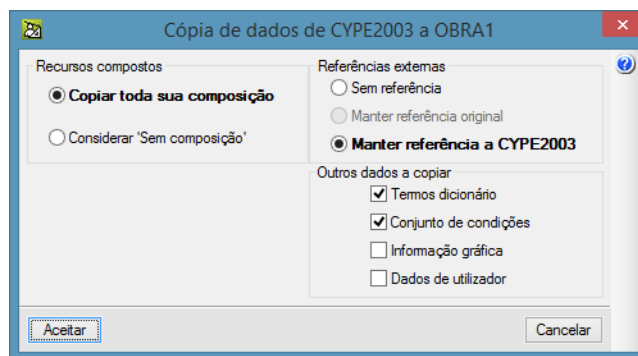 Cópia de dados de CYPE2003 a OBRA1
Recursos compostos
Copiar toda sua composição
Considerar 'Sem composição'
Referências externas
Sem referência
Manter referência original
Manter referência a CYPE2003
Outros dados a copiar
Termos dicionário
Conjunto de condições
Informação gráfica
Dados de utilizador
Aceitar
Cancelar